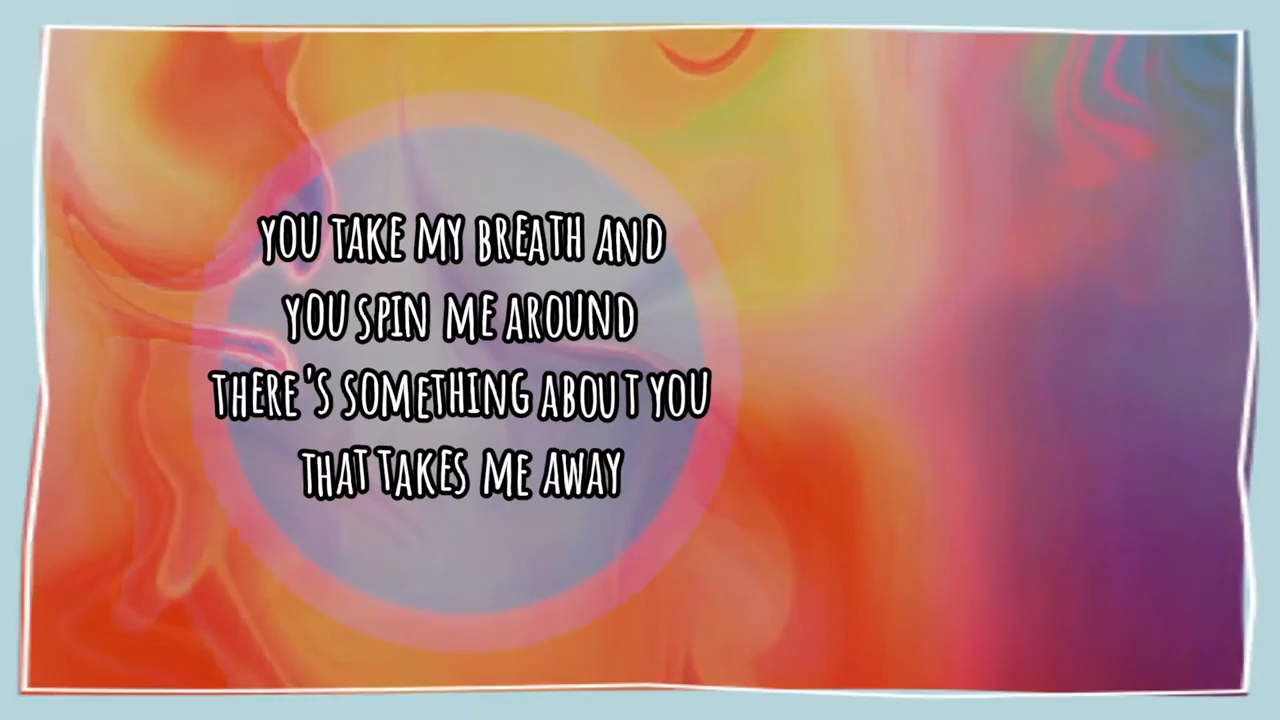 YOU TAKE MY BREATH AND
YOU SPIN ME AROUND
THERE'S SOMETHING ABOUT YOU
THAT TAKES ME AWAY